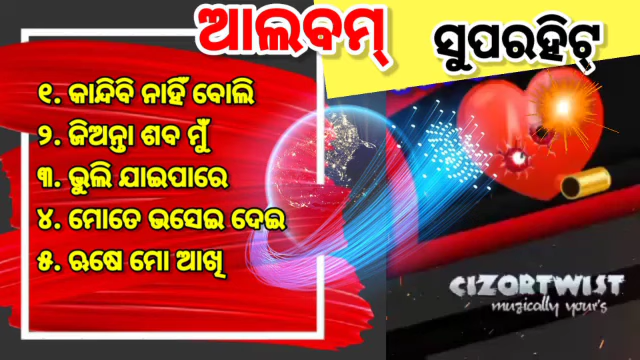 ଆଲବମ୍
ସୁପରହିଟ୍
୧. କାନ୍ଦିବି ନାହିଁ ବୋଲି
୨. ଜିଅନ୍ତା ଶବ ମୁଁ
୩. ଭୁଲି ଯାଇପାରେ
୪. ମୋତେ ଭସେଇ ଦେଇ
୫. ଋଷେ ମୋ ଆଖି
CIZORTWIST
muzically your's